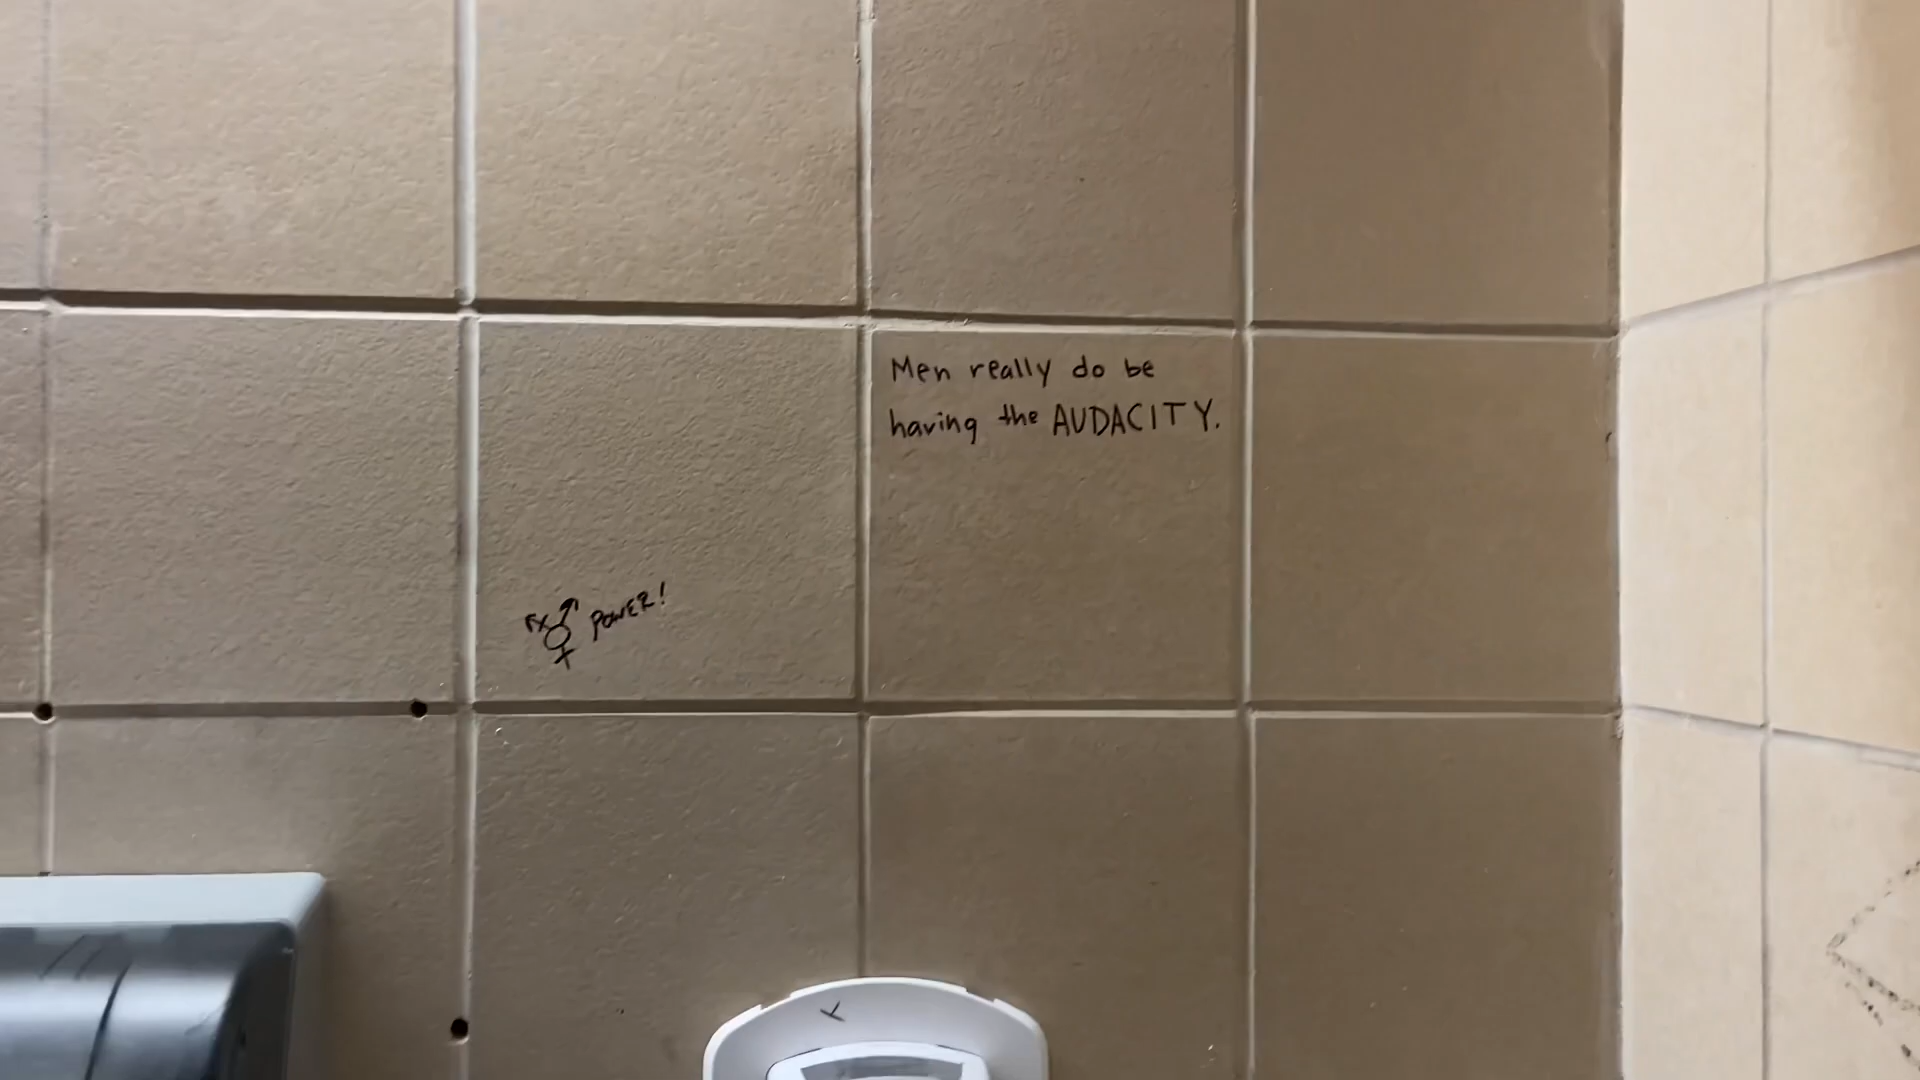 Men really do be
having the AUDACITY.
⚧ POWER!